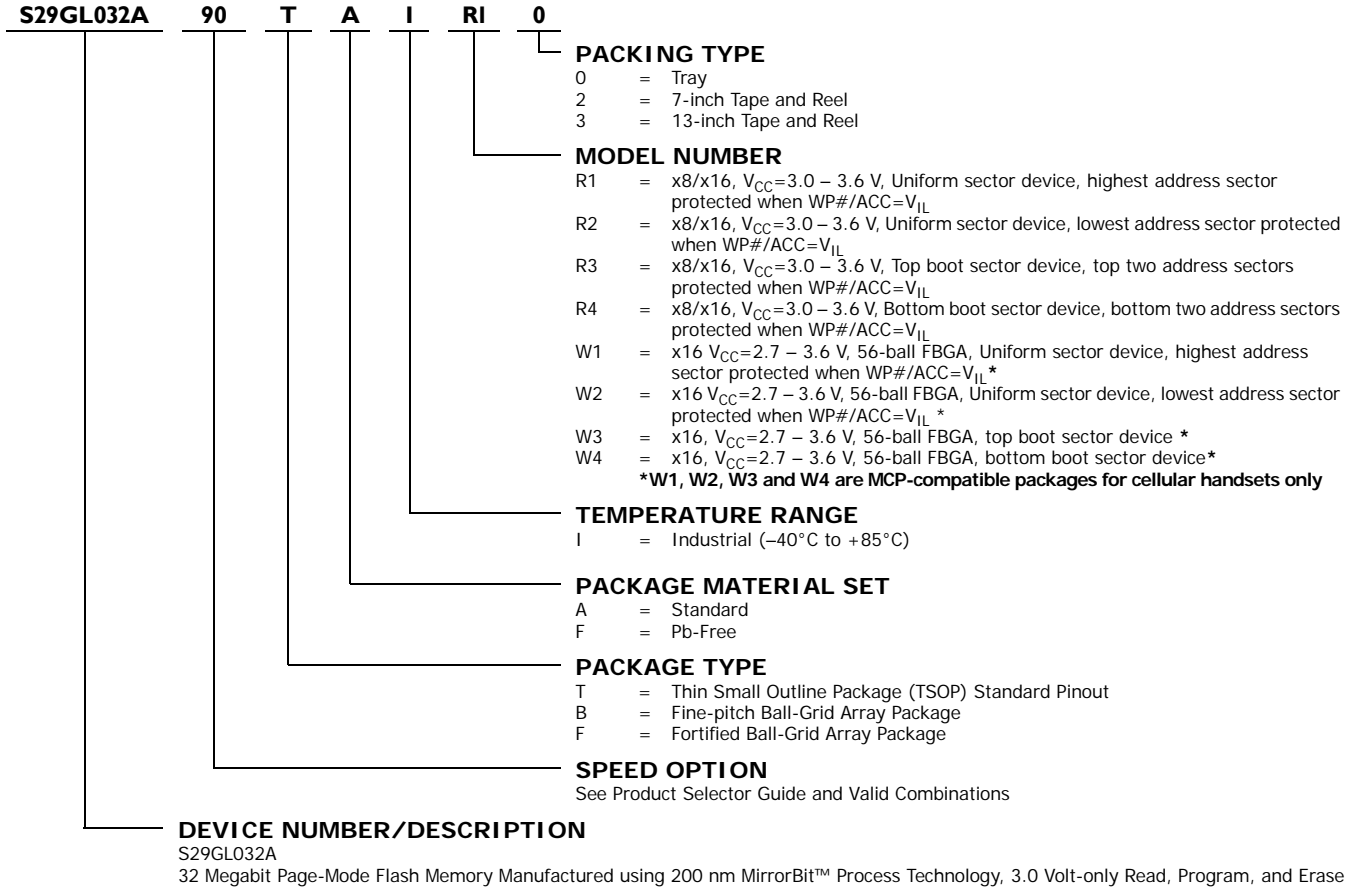 S29GL032A 90 T A I R1 0
PACKING TYPE
0 = Tray
2 = 7-inch Tape and Reel
3 = 13-inch Tape and Reel
MODEL NUMBER
R1 = x8/x16, VCC=3.0 – 3.6 V, Uniform sector device, highest address sector
protected when WP#/ACC=VIL
R2 = x8/x16, VCC=3.0 – 3.6 V, Uniform sector device, lowest address sector protected
when WP#/ACC=VIL
R3 = x8/x16, VCC=3.0 – 3.6 V, Top boot sector device, top two address sectors
protected when WP#/ACC=VIL
R4 = x8/x16, VCC=3.0 – 3.6 V, Bottom boot sector device, bottom two address sectors
protected when WP#/ACC=VIL
W1 = x16 VCC=2.7 – 3.6 V, 56-ball FBGA, Uniform sector device, highest address
sector protected when WP#/ACC=VIL*
W2 = x16 VCC=2.7 – 3.6 V, 56-ball FBGA, Uniform sector device, lowest address sector
protected when WP#/ACC=VIL *
W3 = x16, VCC=2.7 – 3.6 V, 56-ball FBGA, top boot sector device *
W4 = x16, VCC=2.7 – 3.6 V, 56-ball FBGA, bottom boot sector device*
*W1, W2, W3 and W4 are MCP-compatible packages for cellular handsets only
TEMPERATURE RANGE
I = Industrial (–40°C to +85°C)
PACKAGE MATERIAL SET
A = Standard
F = Pb-Free
PACKAGE TYPE
T = Thin Small Outline Package (TSOP) Standard Pinout
B = Fine-pitch Ball-Grid Array Package
F = Fortified Ball-Grid Array Package
SPEED OPTION
See Product Selector Guide and Valid Combinations
DEVICE NUMBER/DESCRIPTION
S29GL032A
32 Megabit Page-Mode Flash Memory Manufactured using 200 nm MirrorBit™ Process Technology, 3.0 Volt-only Read, Program, and Erase